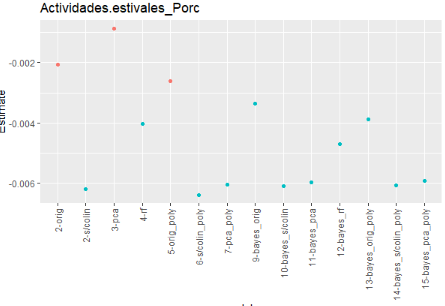 Actividades.estivales_Porc
Estimate
-0.002
-0.004
-0.006
2-orig
2-s/colin
3-pca
4-rf
5-orig_poly
6-s/colin_poly
7-pca_poly
9-bayes_orig
10-bayes_s/colin
11-bayes_pca
12-bayes_rf
13-bayes_orig_poly
14-bayes_s/colin_poly
15-bayes_pca_poly